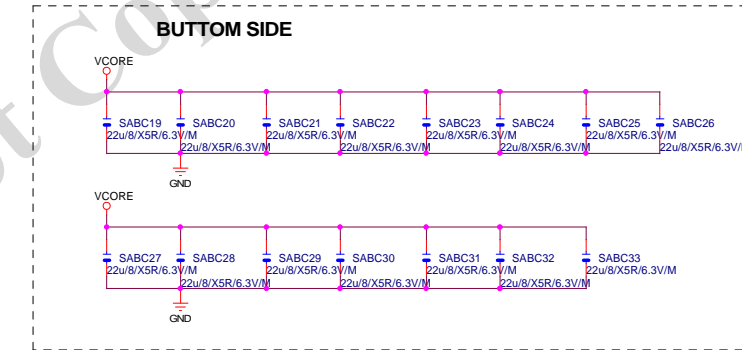 BUTTOM SIDE
VCORE
SABC19 SABC20 SABC21 SABC22 SABC23 SABC24 SABC25 SABC26
22u/8/X5R/6.3V/M 22u/8/X5R/6.3V/M 22u/8/X5R/6.3V/M 22u/8/X5R/6.3V/M
22u/8/X5R/6.3V/M 22u/8/X5R/6.3V/M 22u/8/X5R/6.3V/M 22u/8/X5R/6.3V/
GND
VCORE
SABC27 SABC28 SABC29 SABC30 SABC31 SABC32 SABC33
22u/8/X5R/6.3V/M 22u/8/X5R/6.3V/M 22u/8/X5R/6.3V/M 22u/8/X5R/6.3V/M
22u/8/X5R/6.3V/M 22u/8/X5R/6.3V/M 22u/8/X5R/6.3V/M
GND